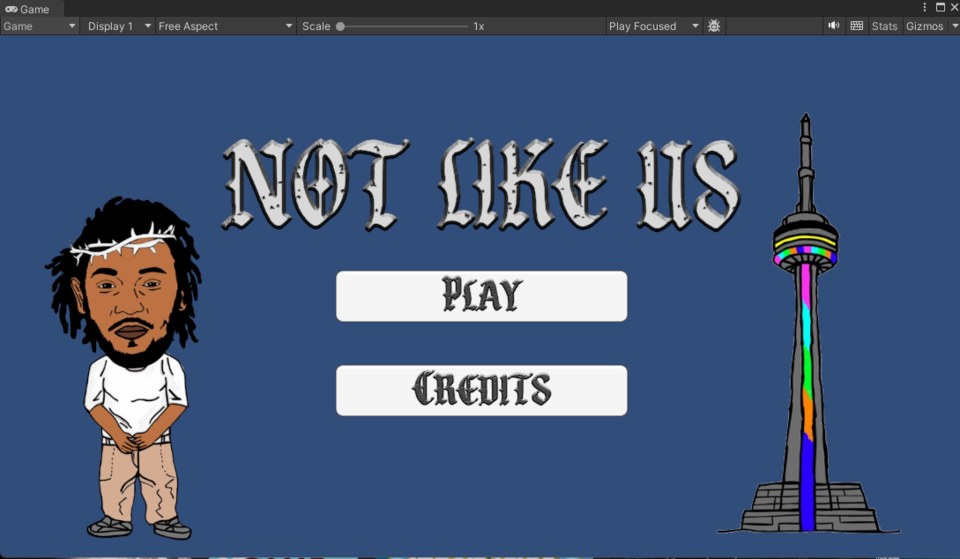 Game
Game Display 1 Free Aspect Scale 1x Play Focused Stats Gizmos
NOT LIKE US
PLAY
CREDITS